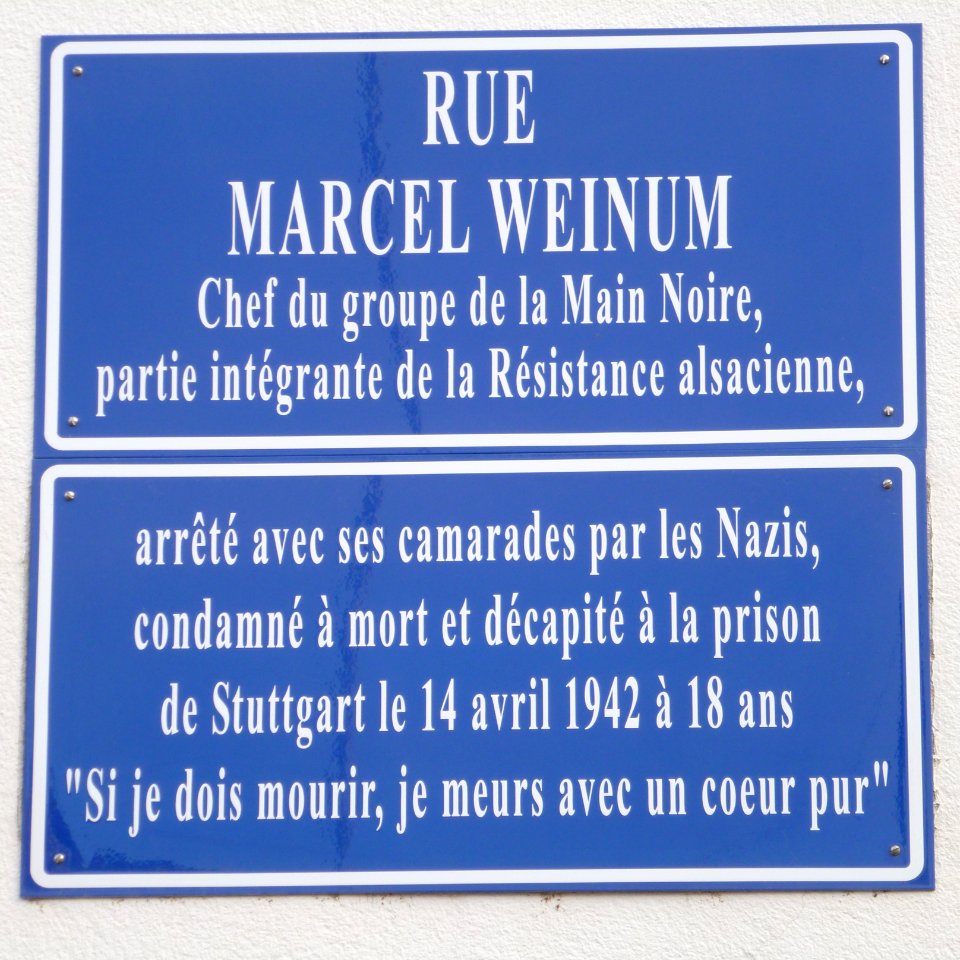 RUE
MARCEL WEINUM
Chef du groupe de la Main Noire,
partie intégrante de la Résistance alsacienne,
arrêté avec ses camarades par les Nazis,
condamné à mort et décapité à la prison
de Stuttgart le 14 avril 1942 à 18 ans
"Si je dois mourir, je meurs avec un coeur pur"